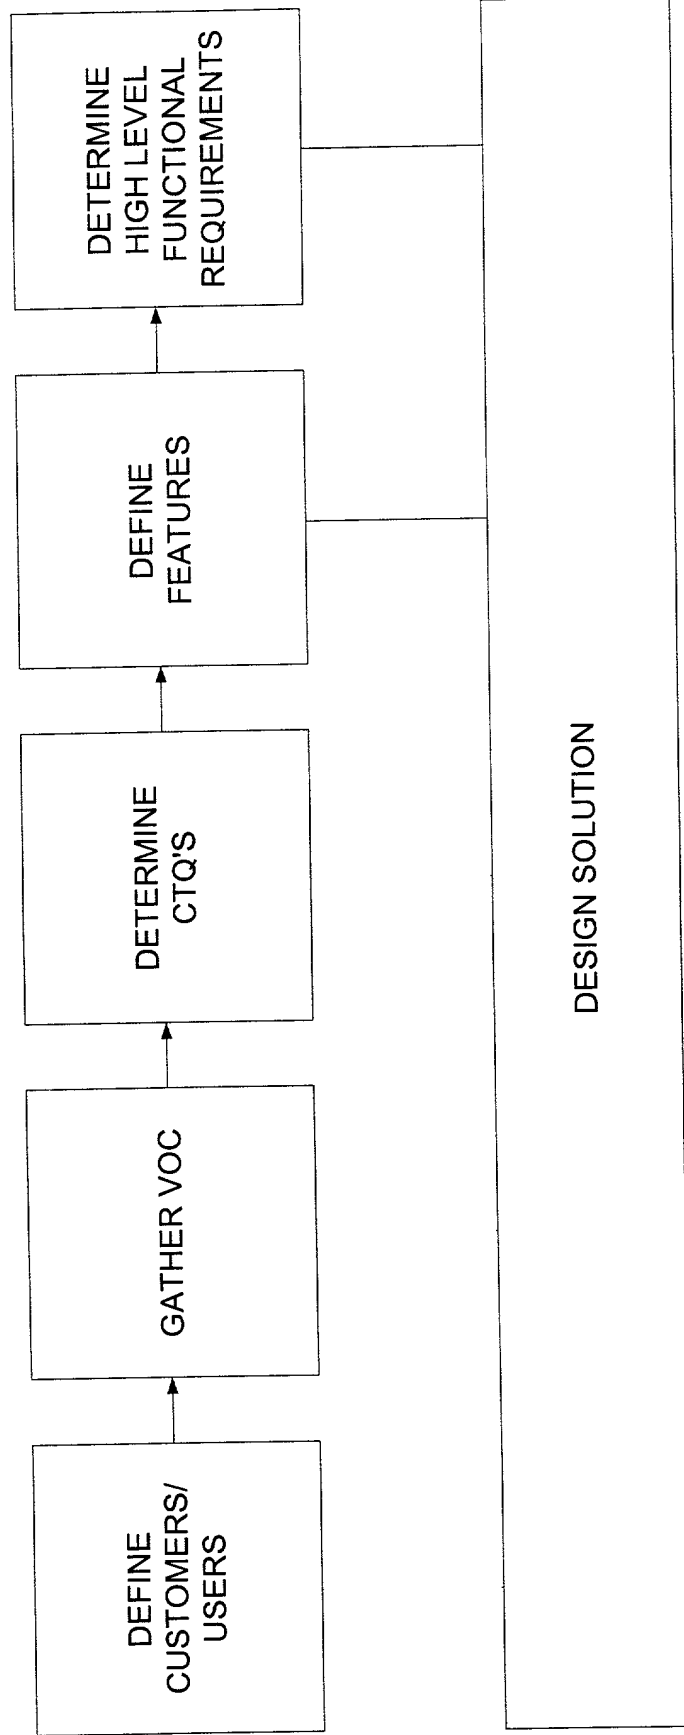 DEFINE
CUSTOMERS/
USERS
GATHER VOC
DETERMINE
CTQ'S
DEFINE
FEATURES
DETERMINE
HIGH LEVEL
FUNCTIONAL
REQUIREMENTS
DESIGN SOLUTION